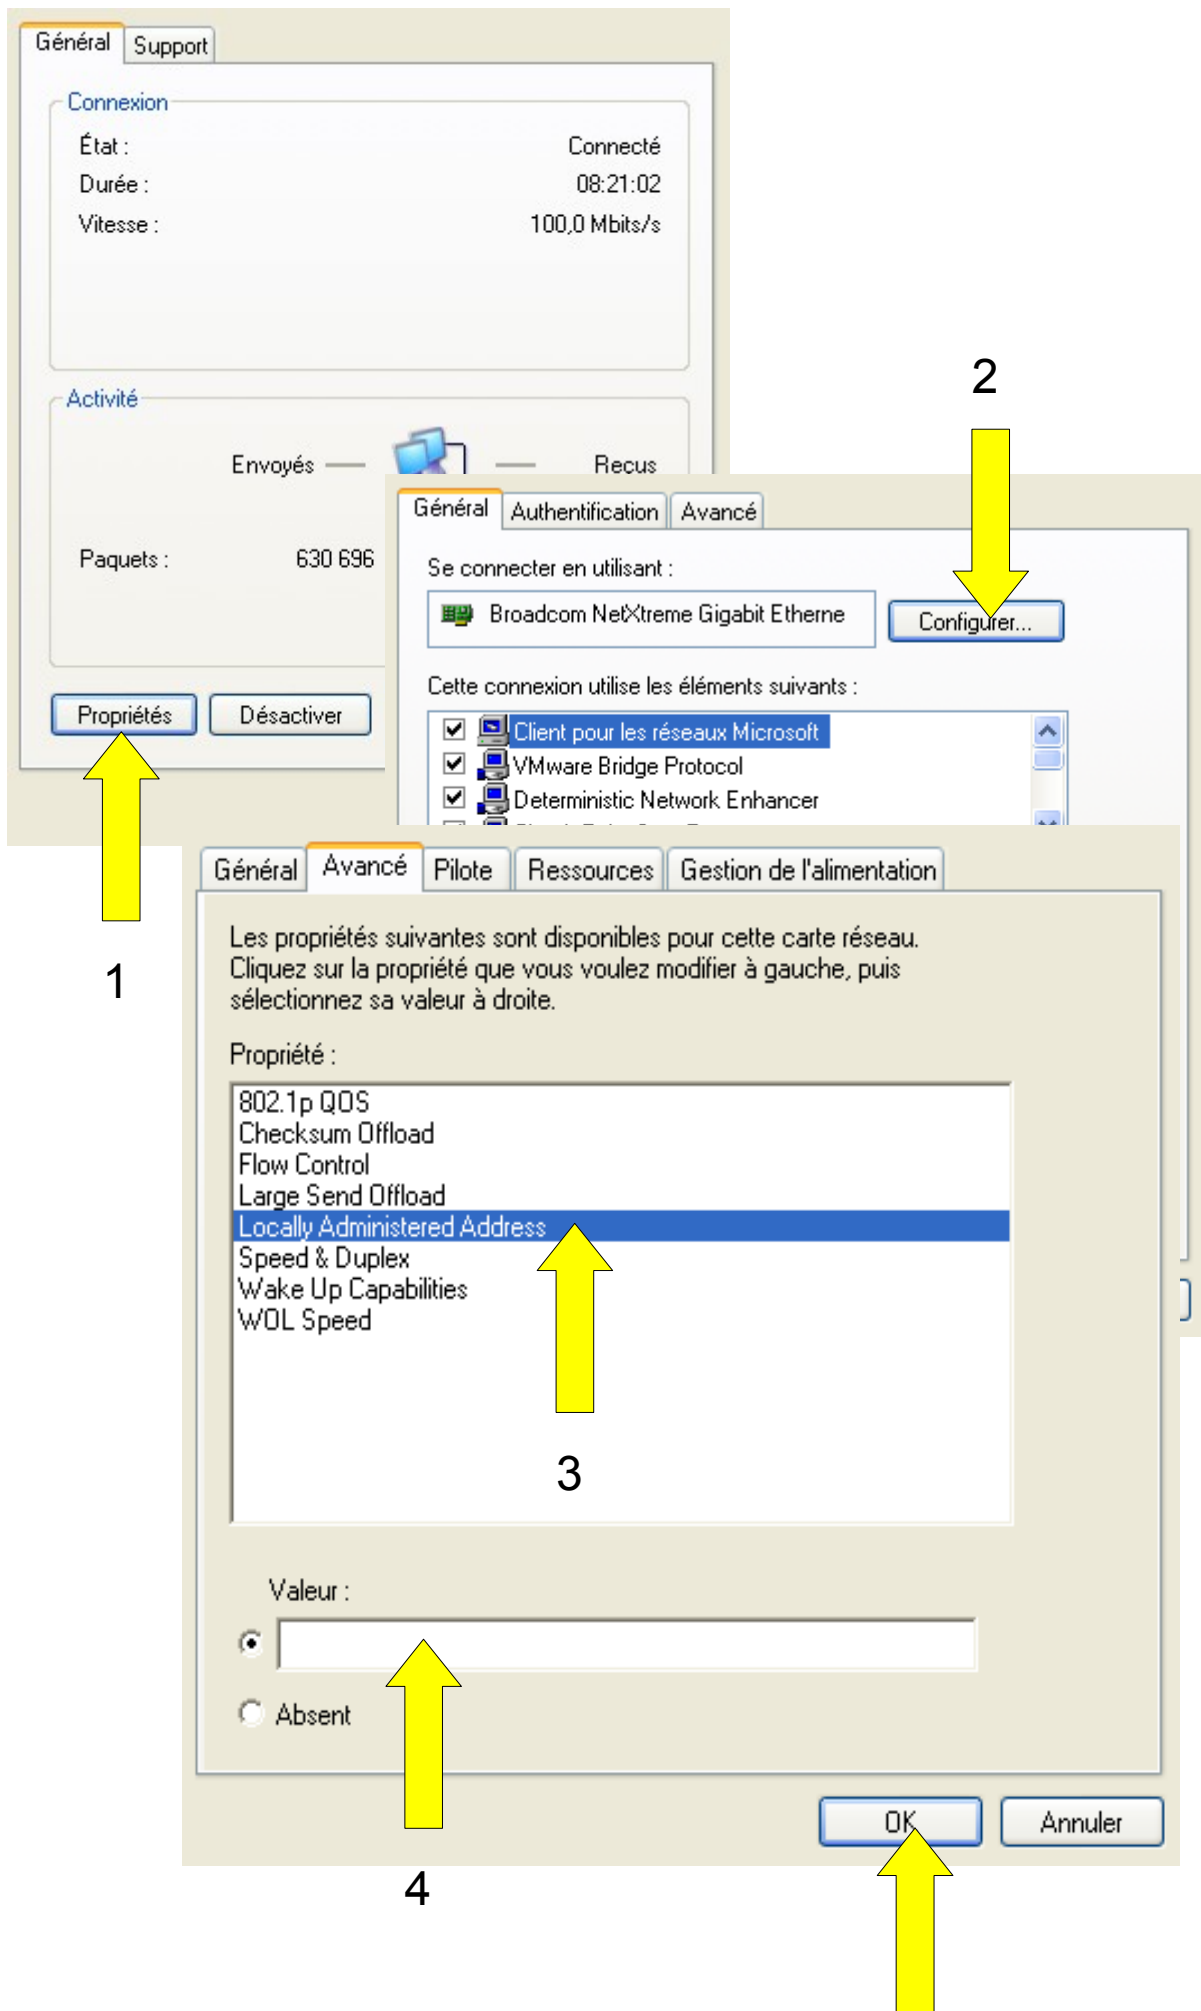 Général Support
Connexion
État : Connecté
Durée : 08:21:02
Vitesse : 100,0 Mbits/s
Activité
Envoyés Reçus
Paquets : 630 696
Propriétés Désactiver
1
2
Général Authentification Avancé
Se connecter en utilisant :
Broadcom NetXtreme Gigabit Etherne
Configurer...
Cette connexion utilise les éléments suivants :
Client pour les réseaux Microsoft
VMware Bridge Protocol
Deterministic Network Enhancer
Général Avancé Pilote Ressources Gestion de l'alimentation
Les propriétés suivantes sont disponibles pour cette carte réseau.
Cliquez sur la propriété que vous voulez modifier à gauche, puis
sélectionnez sa valeur à droite.
Propriété :
802.1p QOS
Checksum Offload
Flow Control
Large Send Offload
Locally Administered Address
Speed & Duplex
Wake Up Capabilities
WOL Speed
3
Valeur :
Absent
OK Annuler
4